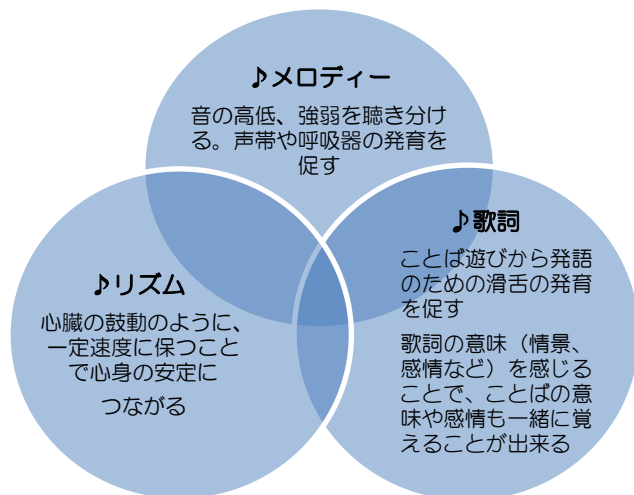 ♪メロディー
音の高低、強弱を聴き分け
る。声帯や呼吸器の発育を
促す
♪リズム
心臓の鼓動のように、
一定速度に保つこと
で心身の安定に
つながる
♪歌詞
ことば遊びから発語
のための滑舌の発育
を促す
歌詞の意味（情景、
感情など）を感じる
ことで、ことばの意
味や感情も一緒に覚
えることが出来る